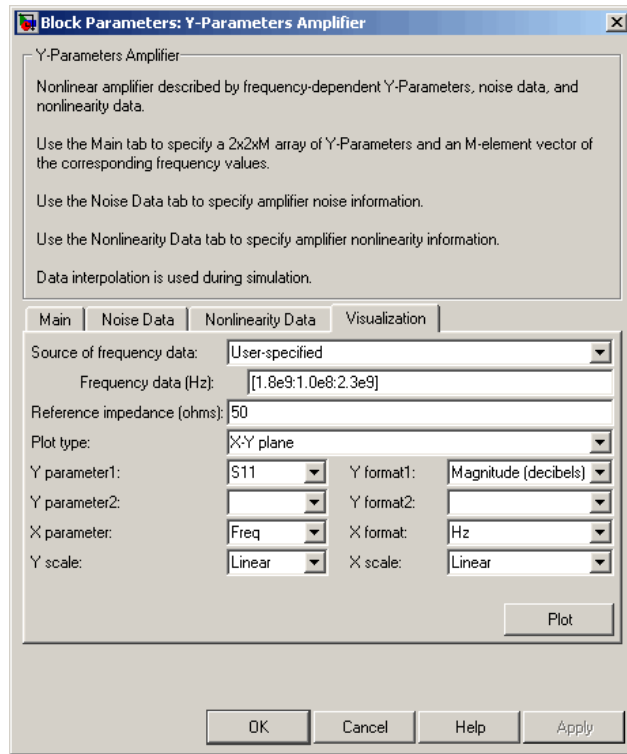 Block Parameters: Y-Parameters Amplifier
Y-Parameters Amplifier
Nonlinear amplifier described by frequency-dependent Y-Parameters, noise data, and
nonlinearity data.
Use the Main tab to specify a 2x2xM array of Y-Parameters and an M-element vector of
the corresponding frequency values.
Use the Noise Data tab to specify amplifier noise information.
Use the Nonlinearity Data tab to specify amplifier nonlinearity information.
Data interpolation is used during simulation.
Main Noise Data Nonlinearity Data Visualization
Source of frequency data: User-specified
Frequency data (Hz): [1.8e9:1.0e8:2.3e9]
Reference impedance (ohms): 50
Plot type: X-Y plane
Y parameter1: S11 Y format1: Magnitude (decibels)
Y parameter2: Y format2:
X parameter: Freq X format: Hz
Y scale: Linear X scale: Linear
Plot
OK Cancel Help Apply